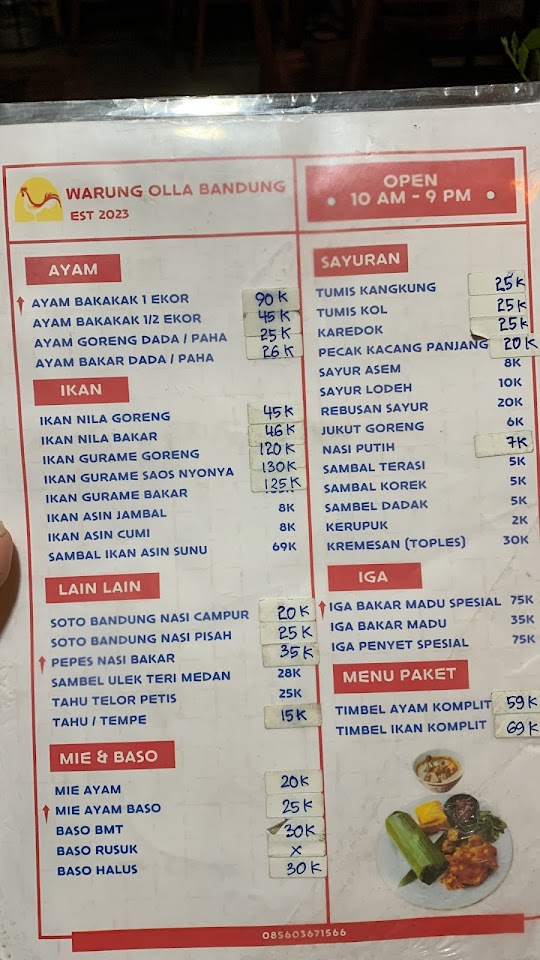 WARUNG OLLA BANDUNG
EST 2023
OPEN
• 10 AM - 9 PM •
AYAM
AYAM BAKAKAK 1 EKOR 90K
AYAM BAKAKAK 1/2 EKOR 45K
AYAM GORENG DADA / PAHA 25K
AYAM BAKAR DADA / PAHA 26K
IKAN
IKAN NILA GORENG 45K
IKAN NILA BAKAR 46K
IKAN GURAME GORENG 120K
IKAN GURAME SAOS NYONYA 130K
IKAN GURAME BAKAR 125K
IKAN ASIN JAMBAL 8K
IKAN ASIN CUMI 8K
SAMBAL IKAN ASIN SUNU 69K
LAIN LAIN
SOTO BANDUNG NASI CAMPUR 20K
SOTO BANDUNG NASI PISAH 25K
PEPES NASI BAKAR 35K
SAMBEL ULEK TERI MEDAN 28K
TAHU TELOR PETIS 25K
TAHU / TEMPE 15K
MIE & BASO
MIE AYAM 20K
MIE AYAM BASO 25K
BASO BMT 30K
BASO RUSUK X
BASO HALUS 30K
SAYURAN
TUMIS KANGKUNG 25K
TUMIS KOL 25K
KAREDOK 25K
PECAK KACANG PANJANG 20K
SAYUR ASEM 8K
SAYUR LODEH 10K
REBUSAN SAYUR 20K
JUKUT GORENG 6K
NASI PUTIH 7K
SAMBAL TERASI 5K
SAMBAL KOREK 5K
SAMBEL DADAK 5K
KERUPUK 2K
KREMESAN (TOPLES) 30K
IGA
IGA BAKAR MADU SPESIAL 75K
IGA BAKAR MADU 35K
IGA PENYET SPESIAL 75K
MENU PAKET
TIMBEL AYAM KOMPLIT 59K
TIMBEL IKAN KOMPLIT 69K
085603671566